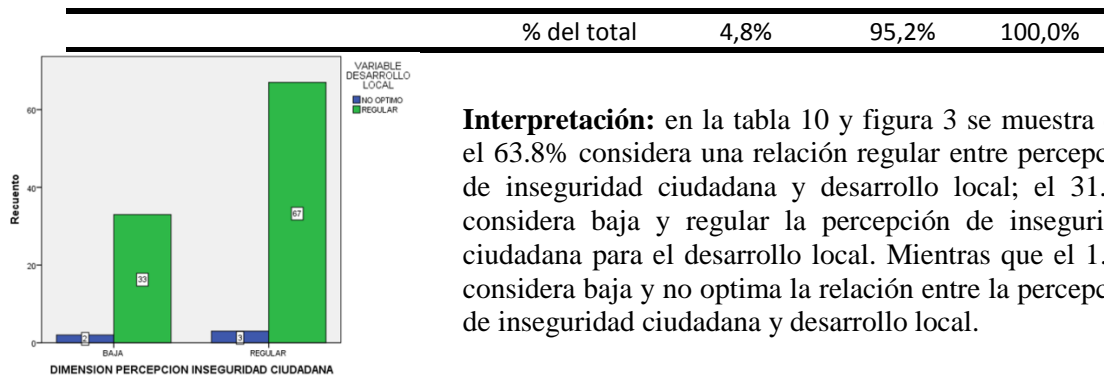 % del total 4,8% 95,2% 100,0%
VARIABLE
DESARROLLO
LOCAL
NO OPTIMO
REGULAR
60
40
20
0
Recuento
2
33
3
67
BAJA
REGULAR
DIMENSION PERCEPCION INSEGURIDAD CIUDADANA
Interpretación: en la tabla 10 y figura 3 se muestra
el 63.8% considera una relación regular entre percepc
de inseguridad ciudadana y desarrollo local; el 31.
considera baja y regular la percepción de inseguri
ciudadana para el desarrollo local. Mientras que el 1.
considera baja y no optima la relación entre la percepc
de inseguridad ciudadana y desarrollo local.